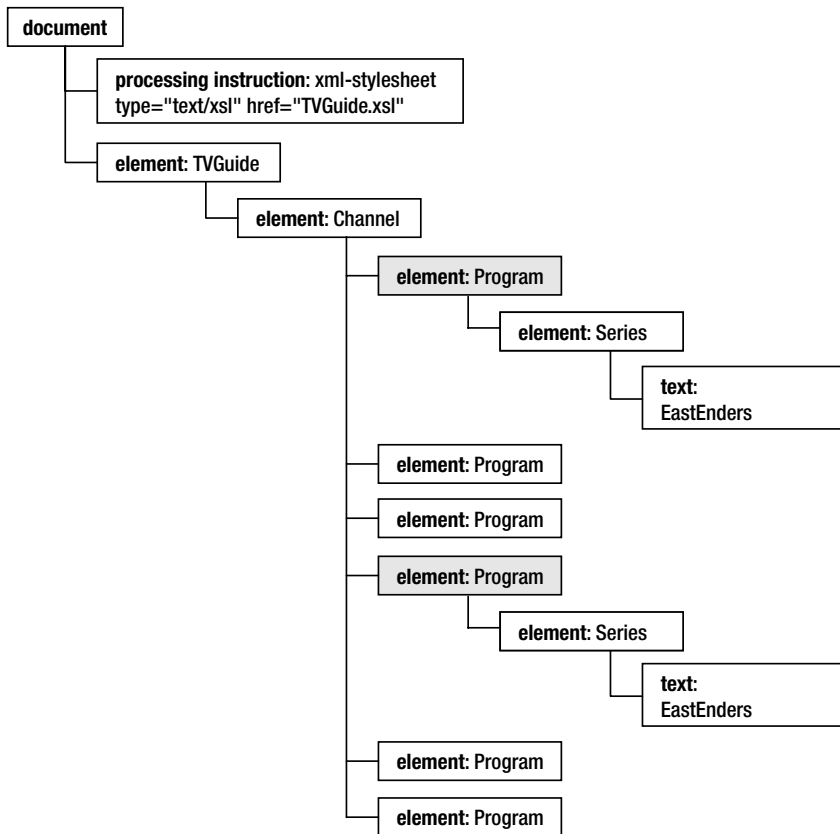 document
processing instruction: xml-stylesheet
type="text/xsl" href="TVGuide.xsl"
element: TVGuide
element: Channel
element: Program
element: Series
text:
EastEnders
element: Program
element: Program
element: Program
element: Series
text:
EastEnders
element: Program
element: Program